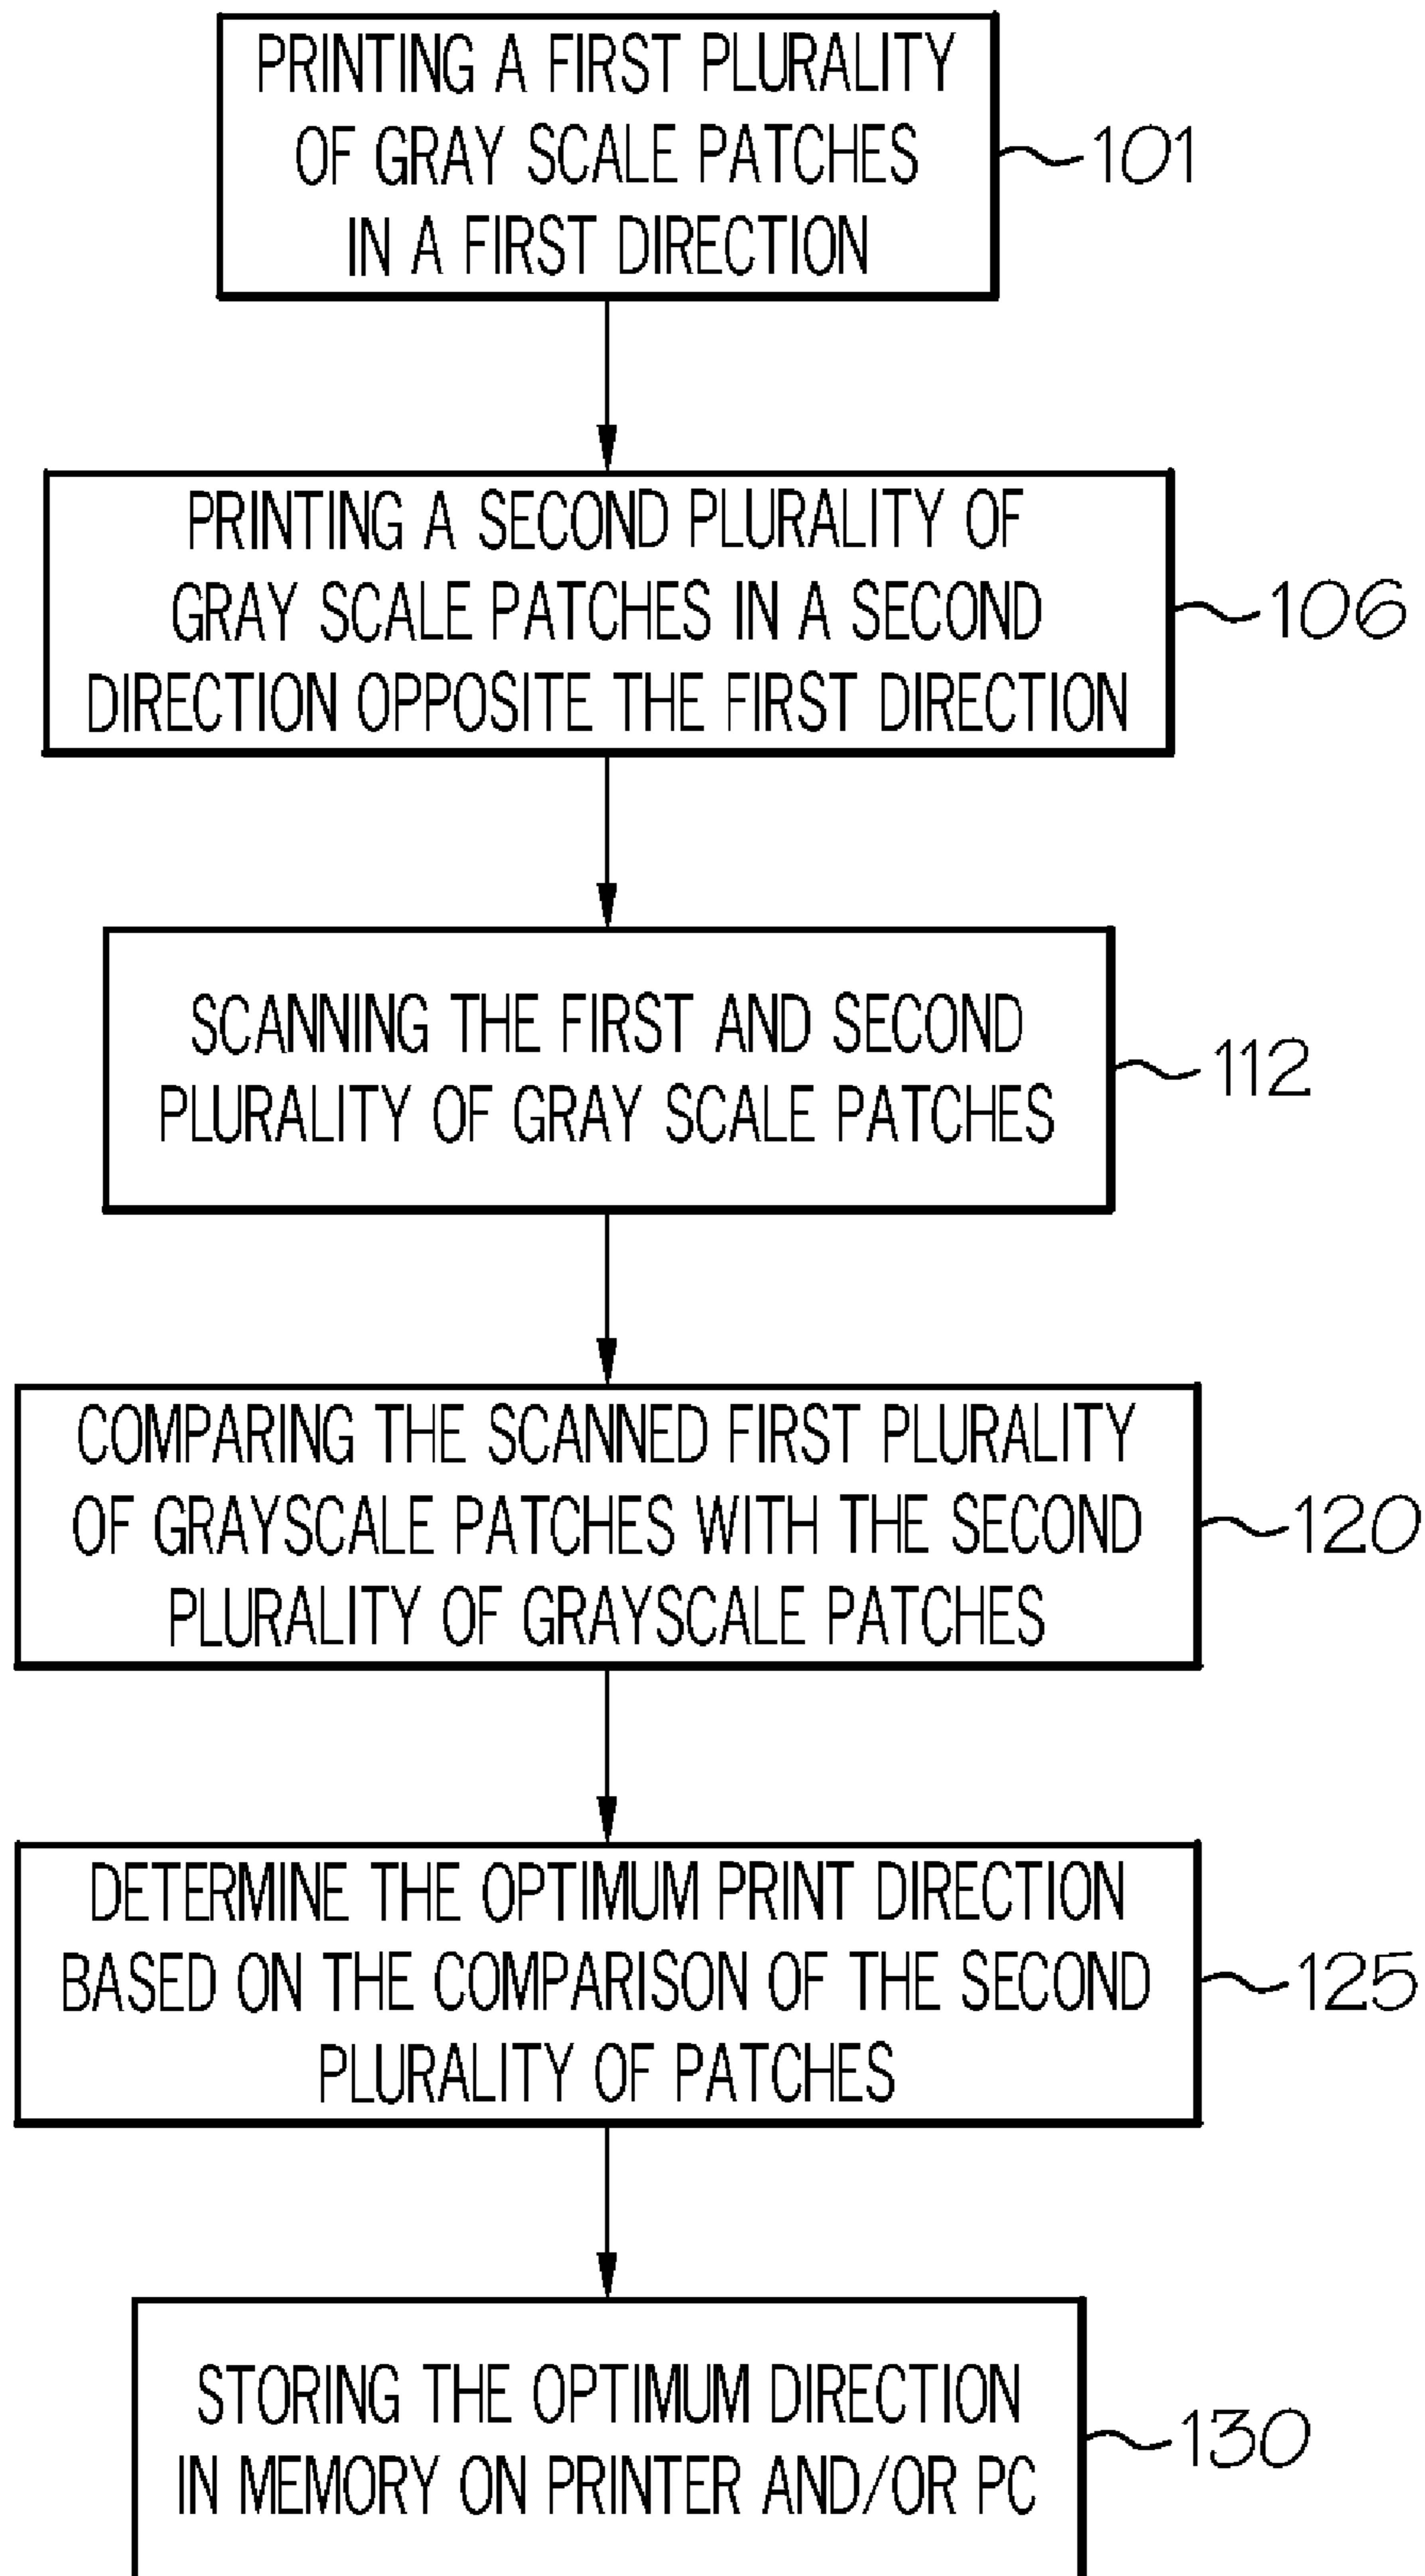 PRINTING A FIRST PLURALITY
OF GRAY SCALE PATCHES
IN A FIRST DIRECTION
101
PRINTING A SECOND PLURALITY OF
GRAY SCALE PATCHES IN A SECOND
DIRECTION OPPOSITE THE FIRST DIRECTION
106
SCANNING THE FIRST AND SECOND
PLURALITY OF GRAY SCALE PATCHES
112
COMPARING THE SCANNED FIRST PLURALITY
OF GRAYSCALE PATCHES WITH THE SECOND
PLURALITY OF GRAYSCALE PATCHES
120
DETERMINE THE OPTIMUM PRINT DIRECTION
BASED ON THE COMPARISON OF THE SECOND
PLURALITY OF PATCHES
125
STORING THE OPTIMUM DIRECTION
IN MEMORY ON PRINTER AND/OR PC
130